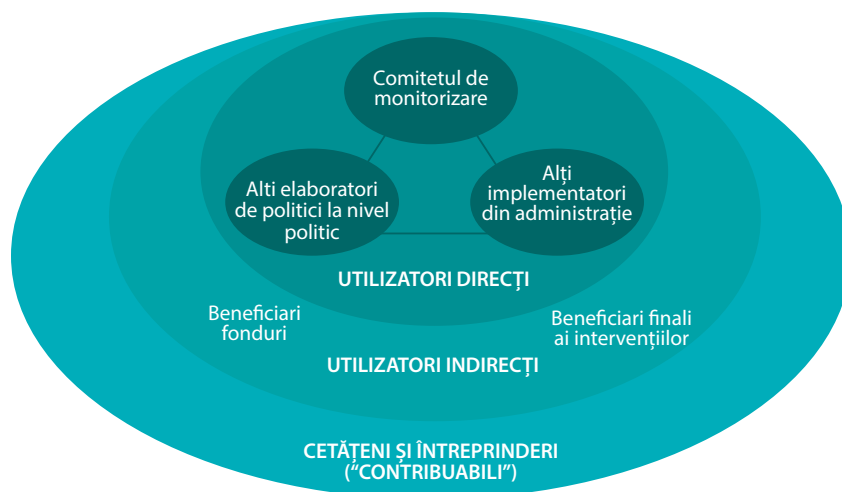 Comitetul de
monitorizare
Alti elaboratori
de politici la nivel
politic
Alți
implementatori
din administrație
UTILIZATORI DIRECȚI
Beneficiari
fonduri
Beneficiari finali
ai intervențiilor
UTILIZATORI INDIRECȚI
CETĂȚENI ȘI ÎNTREPRINDERI
(“CONTRIBUABILI”)